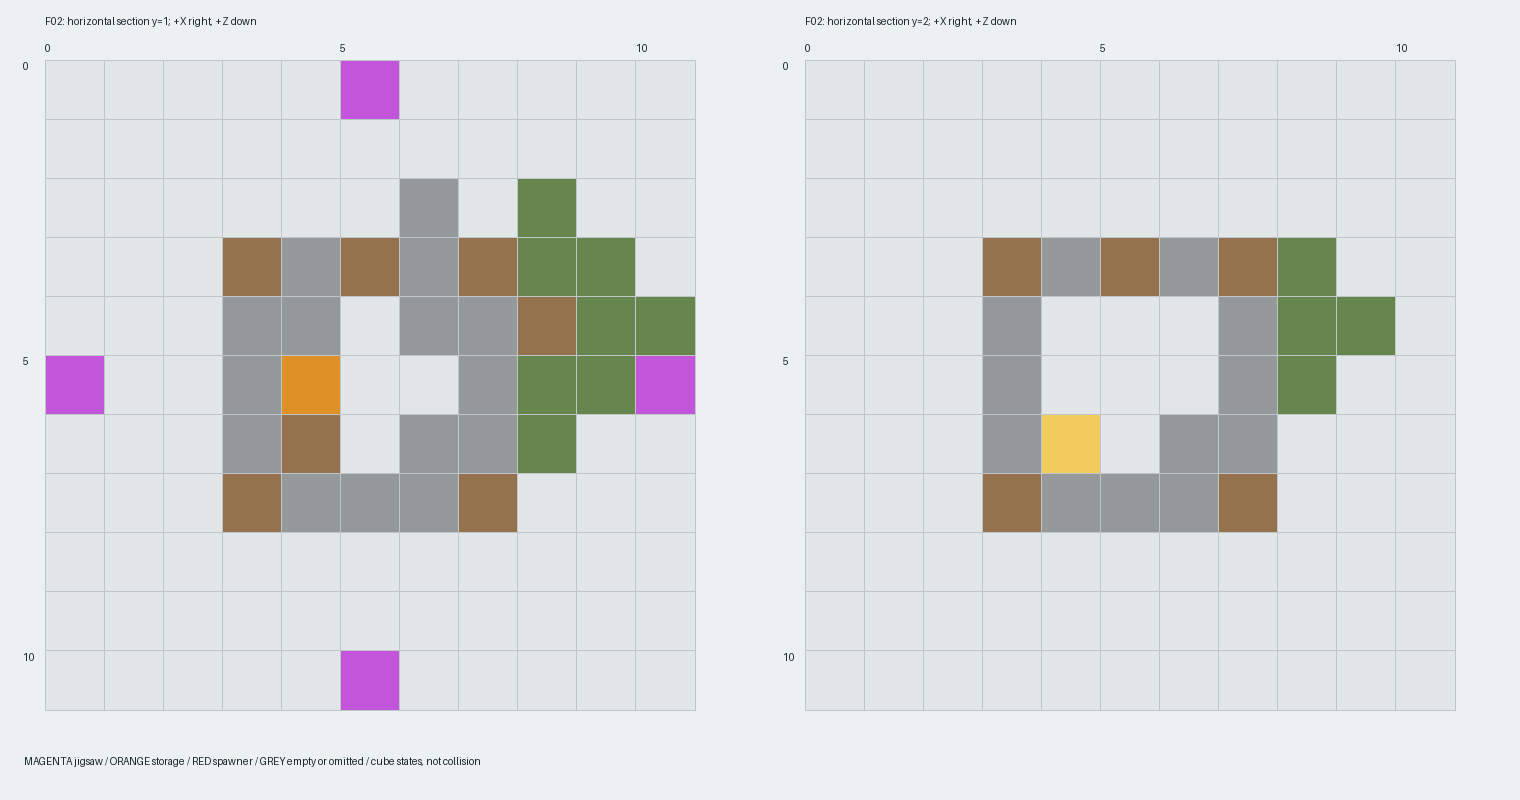 F02: horizontal section y=1; +X right, +Z down
F02: horizontal section y=2; +X right, +Z down
0 5 10
0 5 10
0
0
5
5
10
10
MAGENTA jigsaw / ORANGE storage / RED spawner / GREY empty or omitted / cube states, not collision